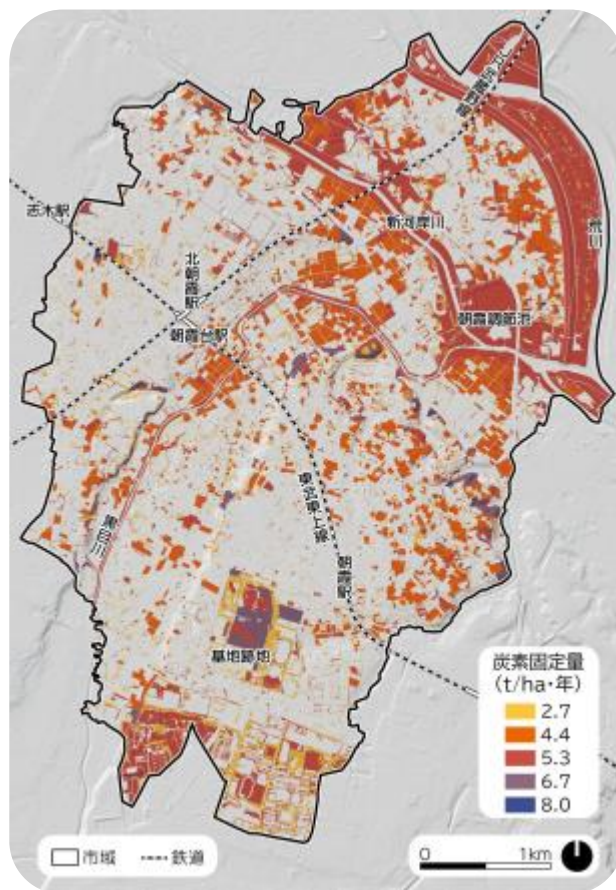 志木駅
北朝霞駅
朝霞台駅
新河岸川
荒川
朝霞調節池
黒目川
東武東上線
朝霞駅
基地跡地
炭素固定量
(t/ha・年)
2.7
4.4
5.3
6.7
8.0
市域
鉄道
0 1km